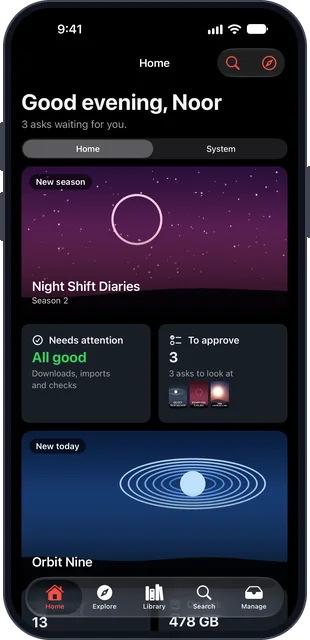 9:41
Home
Good evening, Noor
3 asks waiting for you.
Home
System
New season
Night Shift Diaries
Season 2
Needs attention
All good
Downloads, imports
and checks
To approve
3
3 asks to look at
New today
Orbit Nine
Home
Explore
Library
Search
Manage
13
478 GB